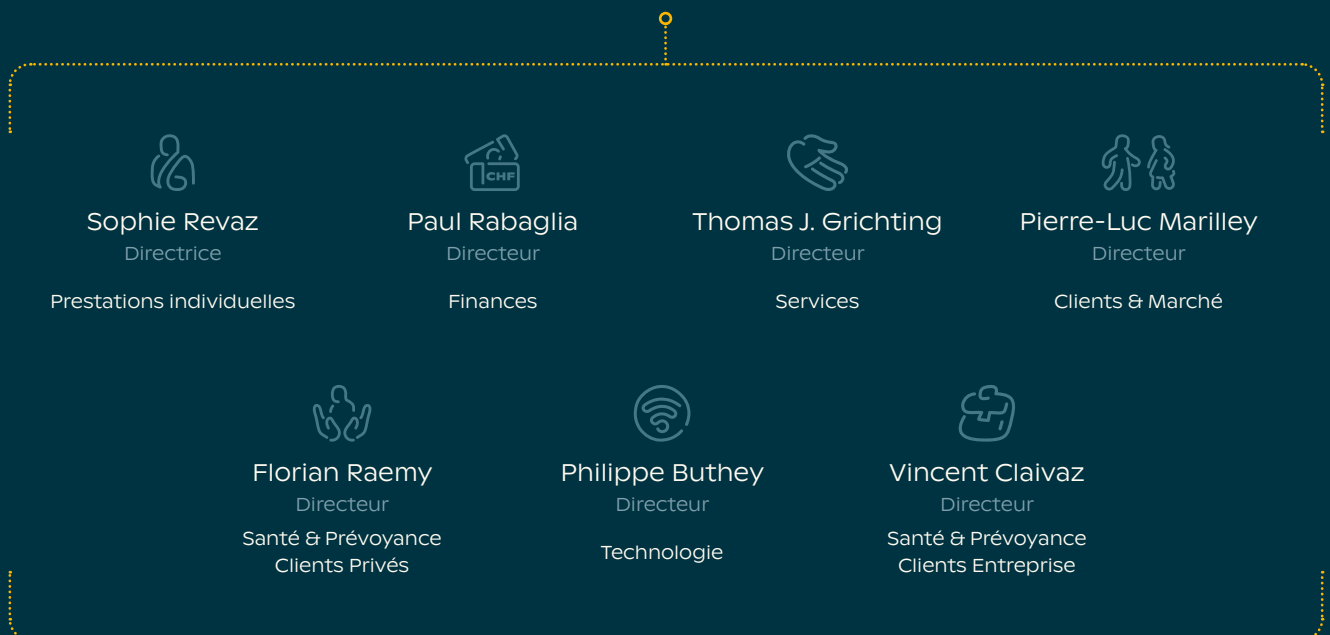 CHF
Sophie Revaz
Directrice
Prestations individuelles
Paul Rabaglia
Directeur
Finances
Thomas J. Grichting
Directeur
Services
Pierre-Luc Marilley
Directeur
Clients & Marché
Florian Raemy
Directeur
Santé & Prévoyance
Clients Privés
Philippe Buthey
Directeur
Technologie
Vincent Claivaz
Directeur
Santé & Prévoyance
Clients Entreprise